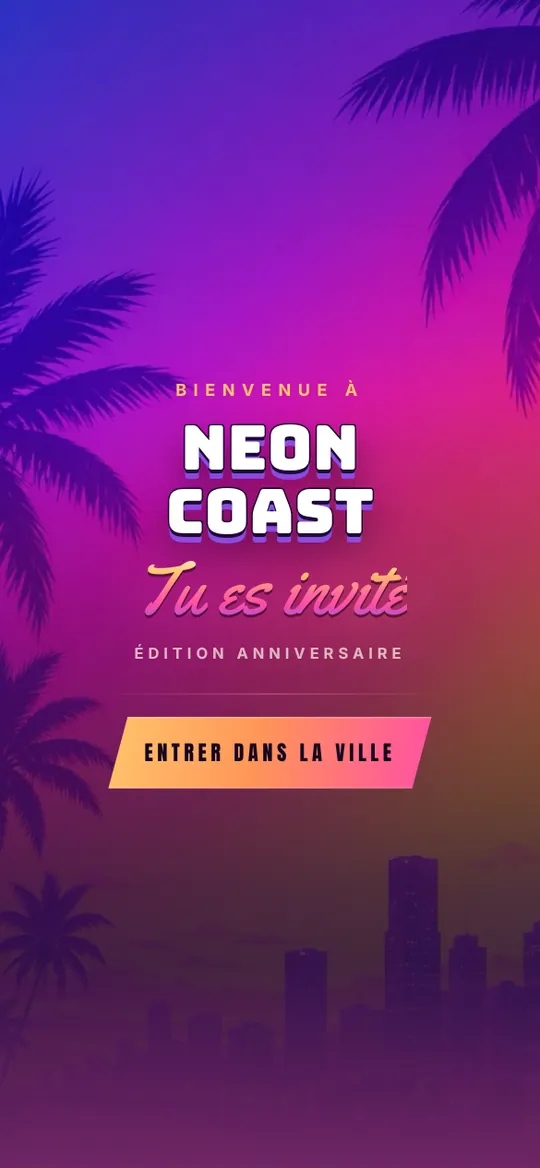 BIENVENUE À
NEON
COAST
Tu es invité
ÉDITION ANNIVERSAIRE
ENTRER DANS LA VILLE